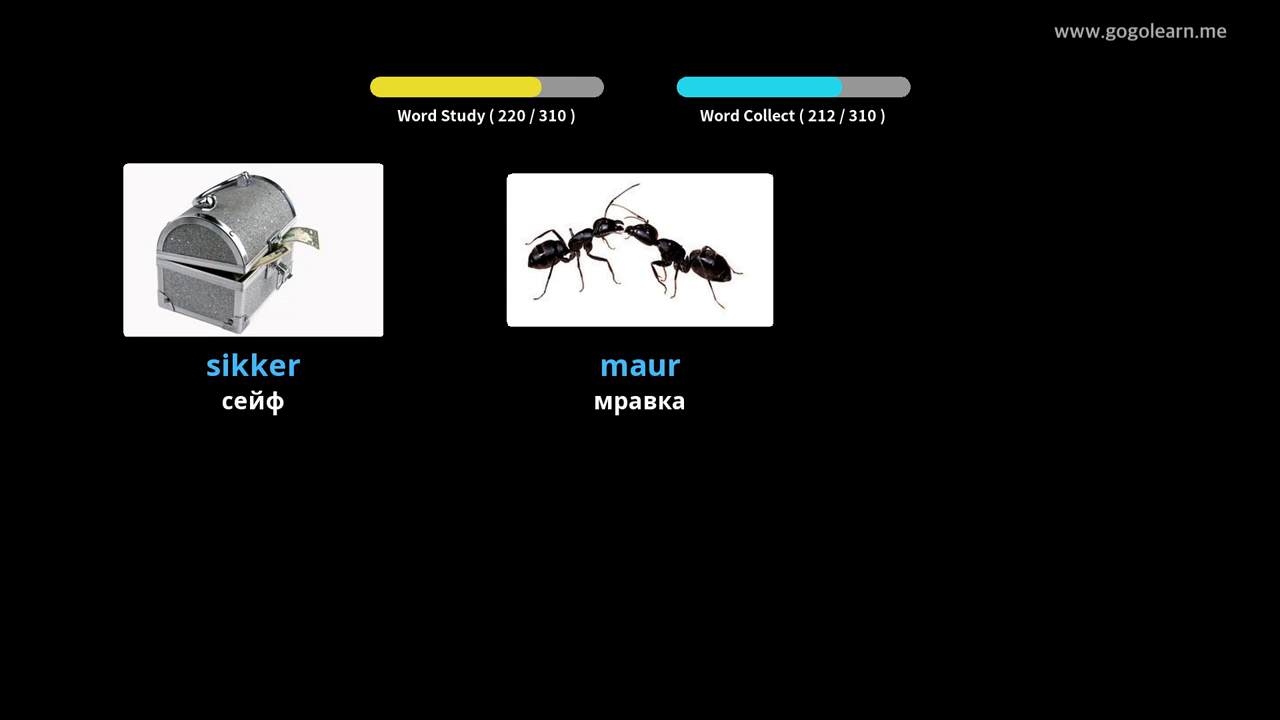 www.gogolearn.me
Word Study ( 220 / 310 )
Word Collect ( 212 / 310 )
sikker
сейф
maur
мравка